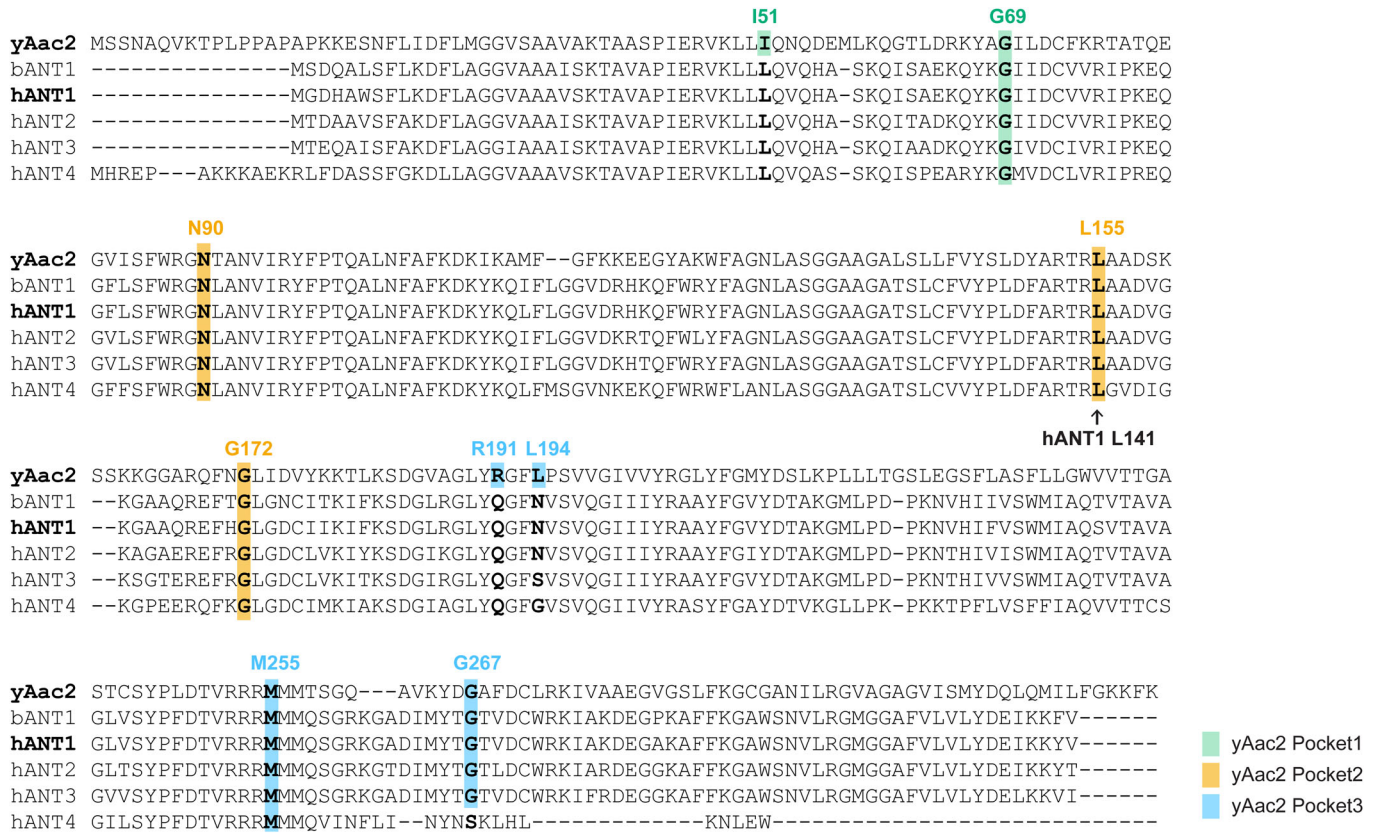 I51 G69
yAac2 MSSNAQVKTPLPPAPAPKKESNFLIDFLMGGVSAAVAKTAASPIERVKLLIQNQDEMLKQGTLDRKYAGILDCFKRTATQE
bANT1 ---------------MSDQALSFLKDFLAGGVAAAISKTAVAPIERVKLLLQVQHA-SKQISAEKQYKGIIDCVVRIPKEQ
hANT1 ---------------MGDHAWSFLKDFLAGGVAAAISKTAVAPIERVKLLLQVQHA-SKQISAEKQYKGIIDCVVRIPKEQ
hANT2 ---------------MTDAAVSFAKDFLAGGVAAAISKTAVAPIERVKLLLQVQHA-SKQITADKQYKGIIDCVVRIPKEQ
hANT3 ---------------MTEQAISFAKDFLAGGIAAAISKTAVAPIERVKLLLQVQHA-SKQIAADKQYKGIVDCIVRIPKEQ
hANT4 MHREP---AKKKAEKRLFDASSFGKDLLAGGVAAAVSKTAVAPIERVKLLLQVQAS-SKQISPEARYKGMVDCLVRIPREQ
N90 L155
yAac2 GVISFWRGNTANVIRYFPTQALNFAFKDKIKAMF--GFKKEEGYAKWFAGNLASGGAAGALSLLFVYSLDYARTRLAADSK
bANT1 GFLSFWRGNLANVIRYFPTQALNFAFKDKYKQIFLGGVDRHKQFWRYFAGNLASGGAAGATSLCFVYPLDFARTRLAADVG
hANT1 GFLSFWRGNLANVIRYFPTQALNFAFKDKYKQLFLGGVDRHKQFWRYFAGNLASGGAAGATSLCFVYPLDFARTRLAADVG
hANT2 GVLSFWRGNLANVIRYFPTQALNFAFKDKYKQIFLGGVDKRTQFWLYFAGNLASGGAAGATSLCFVYPLDFARTRLAADVG
hANT3 GVLSFWRGNLANVIRYFPTQALNFAFKDKYKQIFLGGVDKHTQFWRYFAGNLASGGAAGATSLCFVYPLDFARTRLAADVG
hANT4 GFFSFWRGNLANVIRYFPTQALNFAFKDKYKQLFMSGVNKEKQFWRWFLANLASGGAAGATSLCVVYPLDFARTRLGVDIG
↑
hANT1 L141
G172 R191 L194
yAac2 SSKKGGARQFNGLIDVYKKTLKSDGVAGLYRGFLPSVVGIVVYRGLYFGMYDSLKPLLLTGSLEGSFLASFLLGWVVTTGA
bANT1 --KGAAQREFTGLGNCITKIFKSDGLRGLYQGFNVSVQGIIIYRAAYFGVYDTAKGMLPD-PKNVHIIVSWMIAQTVTAVA
hANT1 --KGAAQREFHGLGDCIIKIFKSDGLRGLYQGFNVSVQGIIIYRAAYFGVYDTAKGMLPD-PKNVHIFVSWMIAQSVTAVA
hANT2 --KAGAEREFRGLGDCLVKIYKSDGIKGLYQGFNVSVQGIIIYRAAYFGIYDTAKGMLPD-PKNTHIVISWMIAQTVTAVA
hANT3 --KSGTEREFRGLGDCLVKITKSDGIRGLYQGFSVSVQGIIIYRAAYFGVYDTAKGMLPD-PKNTHIVVSWMIAQTVTAVA
hANT4 --KGPEERQFKGLGDCIMKIAKSDGIAGLYQGFGVSVQGIIVYRASYFGAYDTVKGLLPK-PKKTPFLVSFFIAQVVTTCS
M255 G267
yAac2 STCSYPLDTVRRRMMMTSGQ---AVKYDGAFDCLRKIVAAEGVGSLFKGCGANILRGVAGAGVISMYDQLQMILFGKKFK
bANT1 GLVSYPFDTVRRRMMMQSGRKGADIMYTGTVDCWRKIAKDEGPKAFFKGAWSNVLRGMGGAFVLVLYDEIKKFV------
hANT1 GLVSYPFDTVRRRMMMQSGRKGADIMYTGTVDCWRKIAKDEGAKAFFKGAWSNVLRGMGGAFVLVLYDEIKKYV------
hANT2 GLTSYPFDTVRRRMMMQSGRKGTDIMYTGTLDCWRKIARDEGGKAFFKGAWSNVLRGMGGAFVLVLYDEIKKYT------
hANT3 GVVSYPFDTVRRRMMMQSGRKGADIMYTGTVDCWRKIFRDEGGKAFFKGAWSNVLRGMGGAFVLVLYDELKKVI------
hANT4 GILSYPFDTVRRRMMMQVINFLI--NYNSKLHL-------------KNLEW-----------------------------
yAac2 Pocket1
yAac2 Pocket2
yAac2 Pocket3